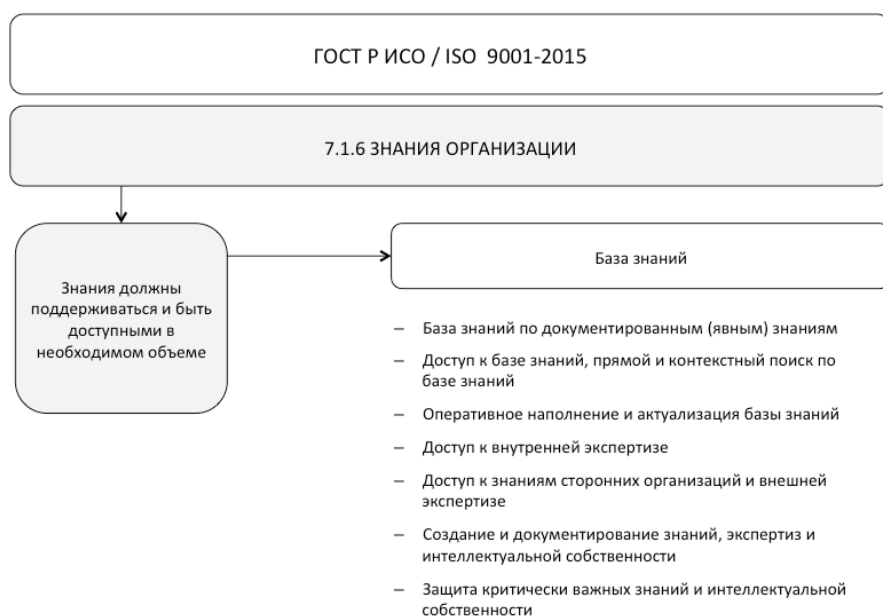 ГОСТ Р ИСО / ISO 9001-2015
7.1.6 ЗНАНИЯ ОРГАНИЗАЦИИ
Знания должны
поддерживаться и быть
доступными в
необходимом объеме
База знаний
– База знаний по документированным (явным) знаниям
– Доступ к базе знаний, прямой и контекстный поиск по
базе знаний
– Оперативное наполнение и актуализация базы знаний
– Доступ к внутренней экспертизе
– Доступ к знаниям сторонних организаций и внешней
экспертизе
– Создание и документирование знаний, экспертиз и
интеллектуальной собственности
– Защита критически важных знаний и интеллектуальной
собственности